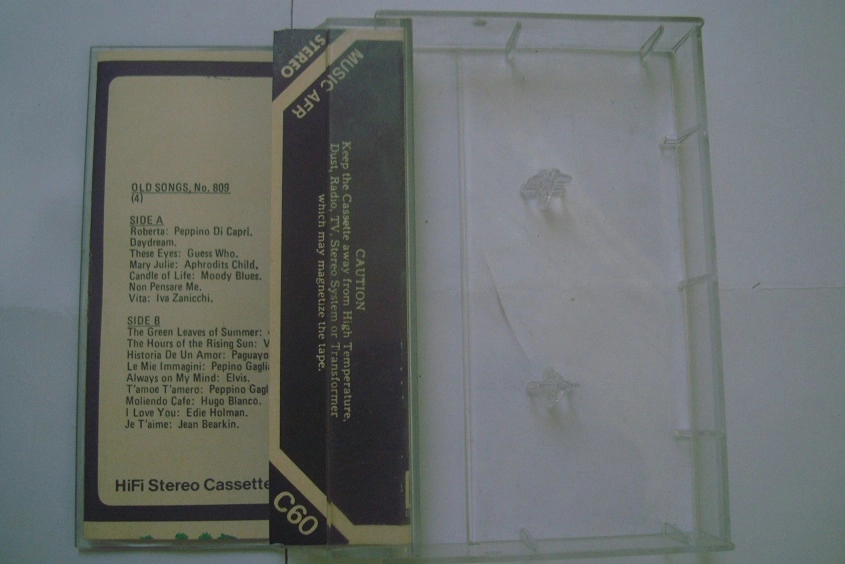 OLD SONGS, No. 809
(4)
SIDE A
Roberta: Peppino Di Capri.
Daydream.
These Eyes: Guess Who.
Mary Julie: Aphrodits Child.
Candle of Life: Moody Blues.
Non Pensare Me.
Vita: Iva Zanicchi.
SIDE B
The Green Leaves of Summer:
The Hours of the Rising Sun: V
Historia De Un Amor: Paguayo
Le Mie Immagini: Pepino Gagli
Always on My Mind: Elvis.
T'amoe T'amero: Peppino Gagl
Moliendo Cafe: Hugo Blanco.
I Love You: Edie Holman.
Je T'aime: Jean Bearkin.
HiFi Stereo Cassette
STEREO
MUSIC AFR
CAUTION
Keep the Cassette away from High Temperature,
Dust, Radio, TV, Stereo System or Transformer
which may magnetize the tape.
C60